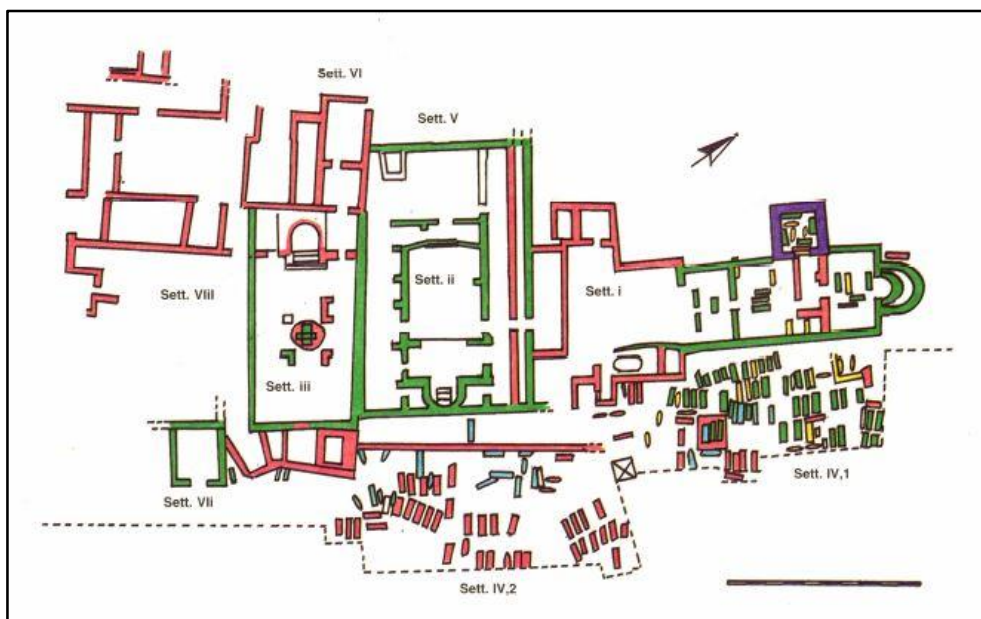 Sett. VI
Sett. V
Sett. ii
Sett. i
Sett. VIiI
Sett. iii
Sett. IV,1
Sett. VIi
Sett. IV,2